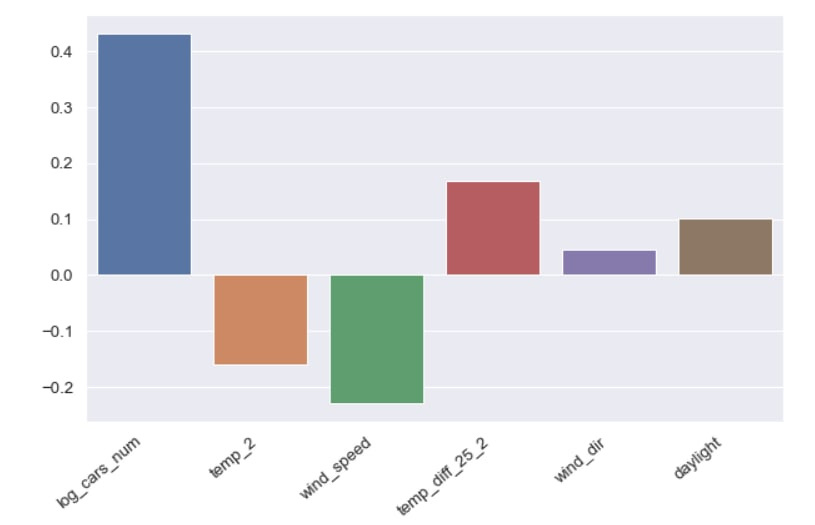 0.4
0.3
0.2
0.1
0.0
−0.1
−0.2
log_cars_num
temp_2
wind_speed
temp_diff_25_2
wind_dir
daylight